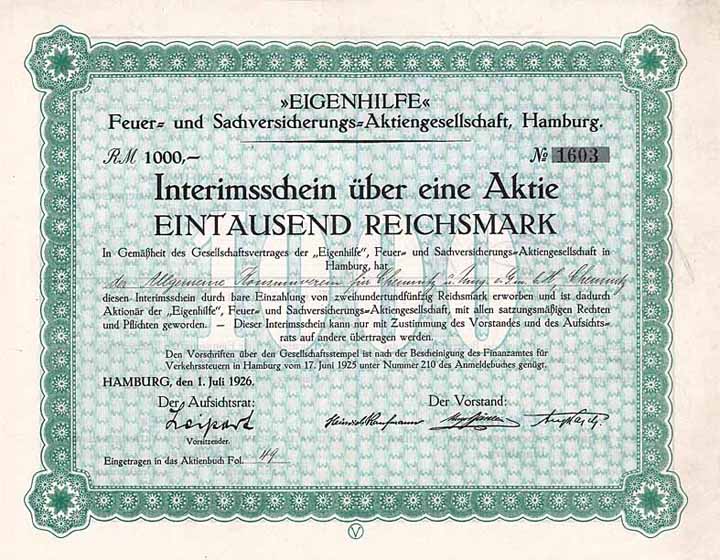 »EIGENHILFE«
Feuer= und Sachversicherungs=Aktiengesellschaft, Hamburg.
RM 1000,— № 1603
Interimsschein über eine Aktie
EINTAUSEND REICHSMARK
In Gemäßheit des Gesellschaftsvertrages der „Eigenhilfe", Feuer= und Sachversicherungs=Aktiengesellschaft in
Hamburg, hat
der Allgemeine Konsumverein für Chemnitz u. Umg. e.G.m.b.H., Chemnitz
diesen Interimsschein durch bare Einzahlung von zweihundertfünfzig Reichsmark erworben und ist dadurch
Aktionär der „Eigenhilfe", Feuer= und Sachversicherungs=Aktiengesellschaft, mit allen satzungsmäßigen Rechten
und Pflichten geworden. — Dieser Interimsschein kann nur mit Zustimmung des Vorstandes und des Aufsichts=
rats auf andere übertragen werden.
Den Vorschriften über den Gesellschaftsstempel ist nach der Bescheinigung des Finanzamtes für
Verkehrssteuern in Hamburg vom 17. Juni 1925 unter Nummer 210 des Anmeldebuches genügt.
HAMBURG, den 1. Juli 1926.
Der Aufsichtsrat: Der Vorstand:
Leipart Heinrich Kaufmann
Vorsitzender.
Eingetragen in das Aktienbuch Fol. 49
1000
V